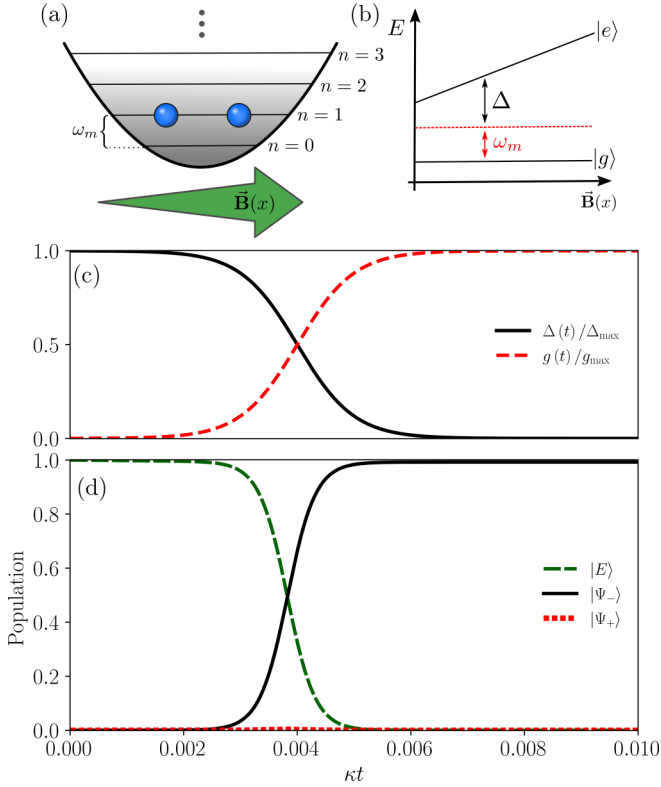 (a)
n = 3
n = 2
n = 1
n = 0
ω_m
B⃗(x)
(b)
E
|e⟩
Δ
ω_m
|g⟩
B⃗(x)
(c)
1.0
0.5
0.0
Δ(t)/Δ_max
g(t)/g_max
(d)
1.0
0.8
0.6
0.4
0.2
0.0
Population
|E⟩
|Ψ_−⟩
|Ψ_+⟩
0.000 0.002 0.004 0.006 0.008 0.010
κt